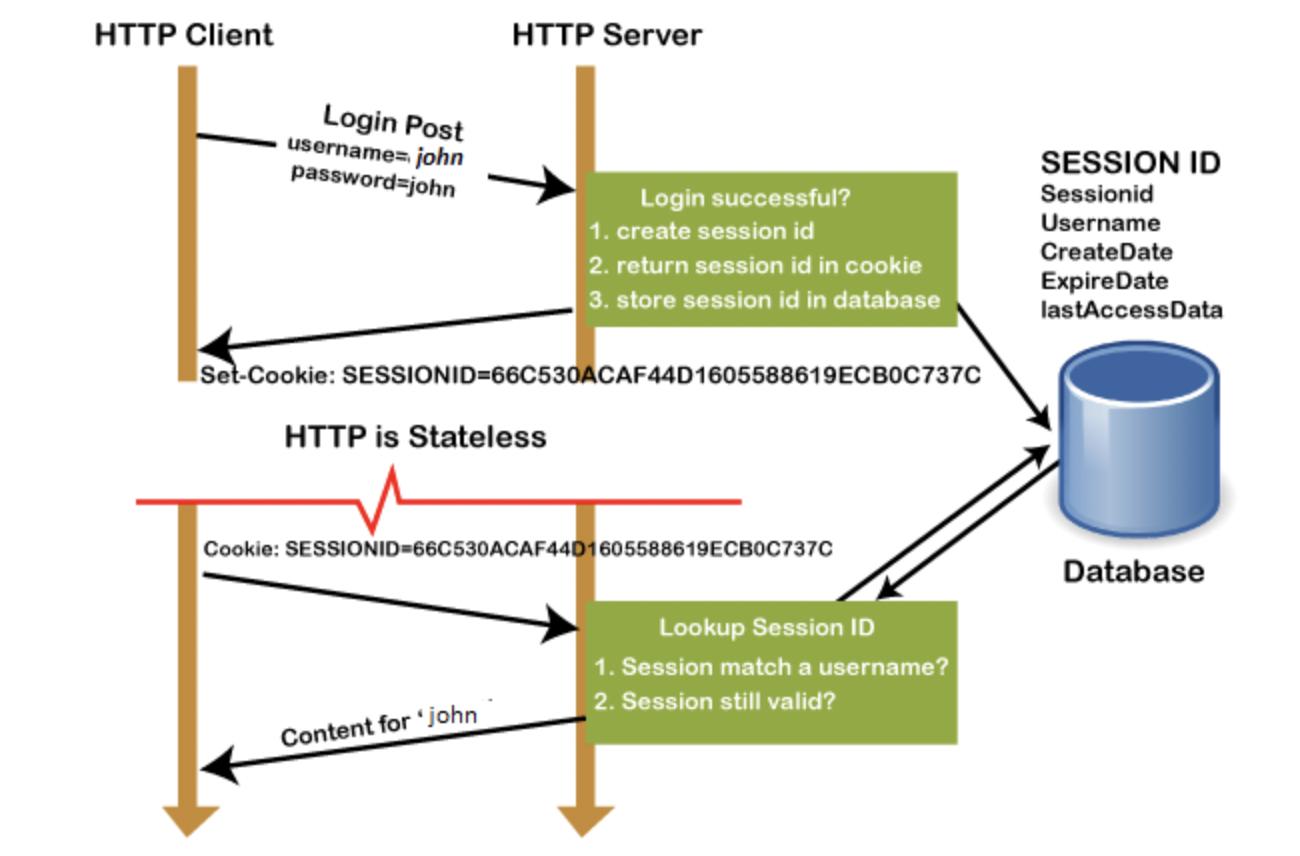 HTTP Client
HTTP Server
Login Post
username= john
password=john
Login successful?
1. create session id
2. return session id in cookie
3. store session id in database
SESSION ID
Sessionid
Username
CreateDate
ExpireDate
lastAccessData
Set-Cookie: SESSIONID=66C530ACAF44D1605588619ECB0C737C
HTTP is Stateless
Cookie: SESSIONID=66C530ACAF44D1605588619ECB0C737C
Database
Lookup Session ID
1. Session match a username?
2. Session still valid?
Content for ‘john